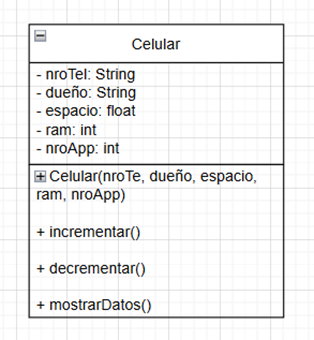 Celular
- nroTel: String
- dueño: String
- espacio: float
- ram: int
- nroApp: int
+ Celular(nroTe, dueño, espacio,
ram, nroApp)
+ incrementar()
+ decrementar()
+ mostrarDatos()